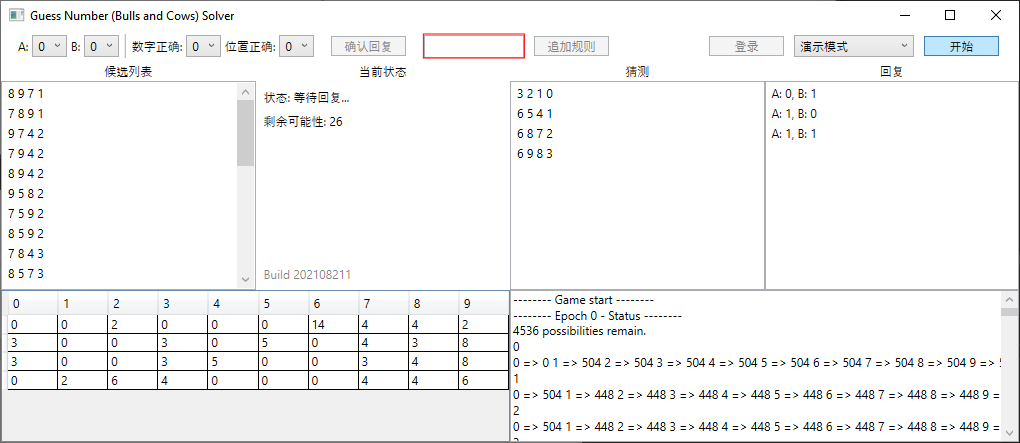 Guess Number (Bulls and Cows) Solver
A: 0 B: 0 数字正确: 0 位置正确: 0 确认回复 追加规则 登录 演示模式 开始
候选列表 当前状态 猜测 回复
8 9 7 1
7 8 9 1
9 7 4 2
7 9 4 2
8 9 4 2
9 5 8 2
7 5 9 2
8 5 9 2
7 8 4 3
8 5 7 3
状态: 等待回复...
剩余可能性: 26
Build 202108211
3 2 1 0
6 5 4 1
6 8 7 2
6 9 8 3
A: 0, B: 1
A: 1, B: 0
A: 1, B: 1
0 1 2 3 4 5 6 7 8 9
0 0 2 0 0 0 14 4 4 2
3 0 0 3 0 5 0 4 3 8
3 0 0 3 5 0 0 3 4 8
0 2 6 4 0 0 0 4 4 6
-------- Game start --------
-------- Epoch 0 - Status --------
4536 possibilities remain.
0
0 => 0 1 => 504 2 => 504 3 => 504 4 => 504 5 => 504 6 => 504 7 => 504 8 => 504 9 =>
1
0 => 504 1 => 448 2 => 448 3 => 448 4 => 448 5 => 448 6 => 448 7 => 448 8 => 448 9 =
2
0 => 504 1 => 448 2 => 448 3 => 448 4 => 448 5 => 448 6 => 448 7 => 448 8 => 448 9 =